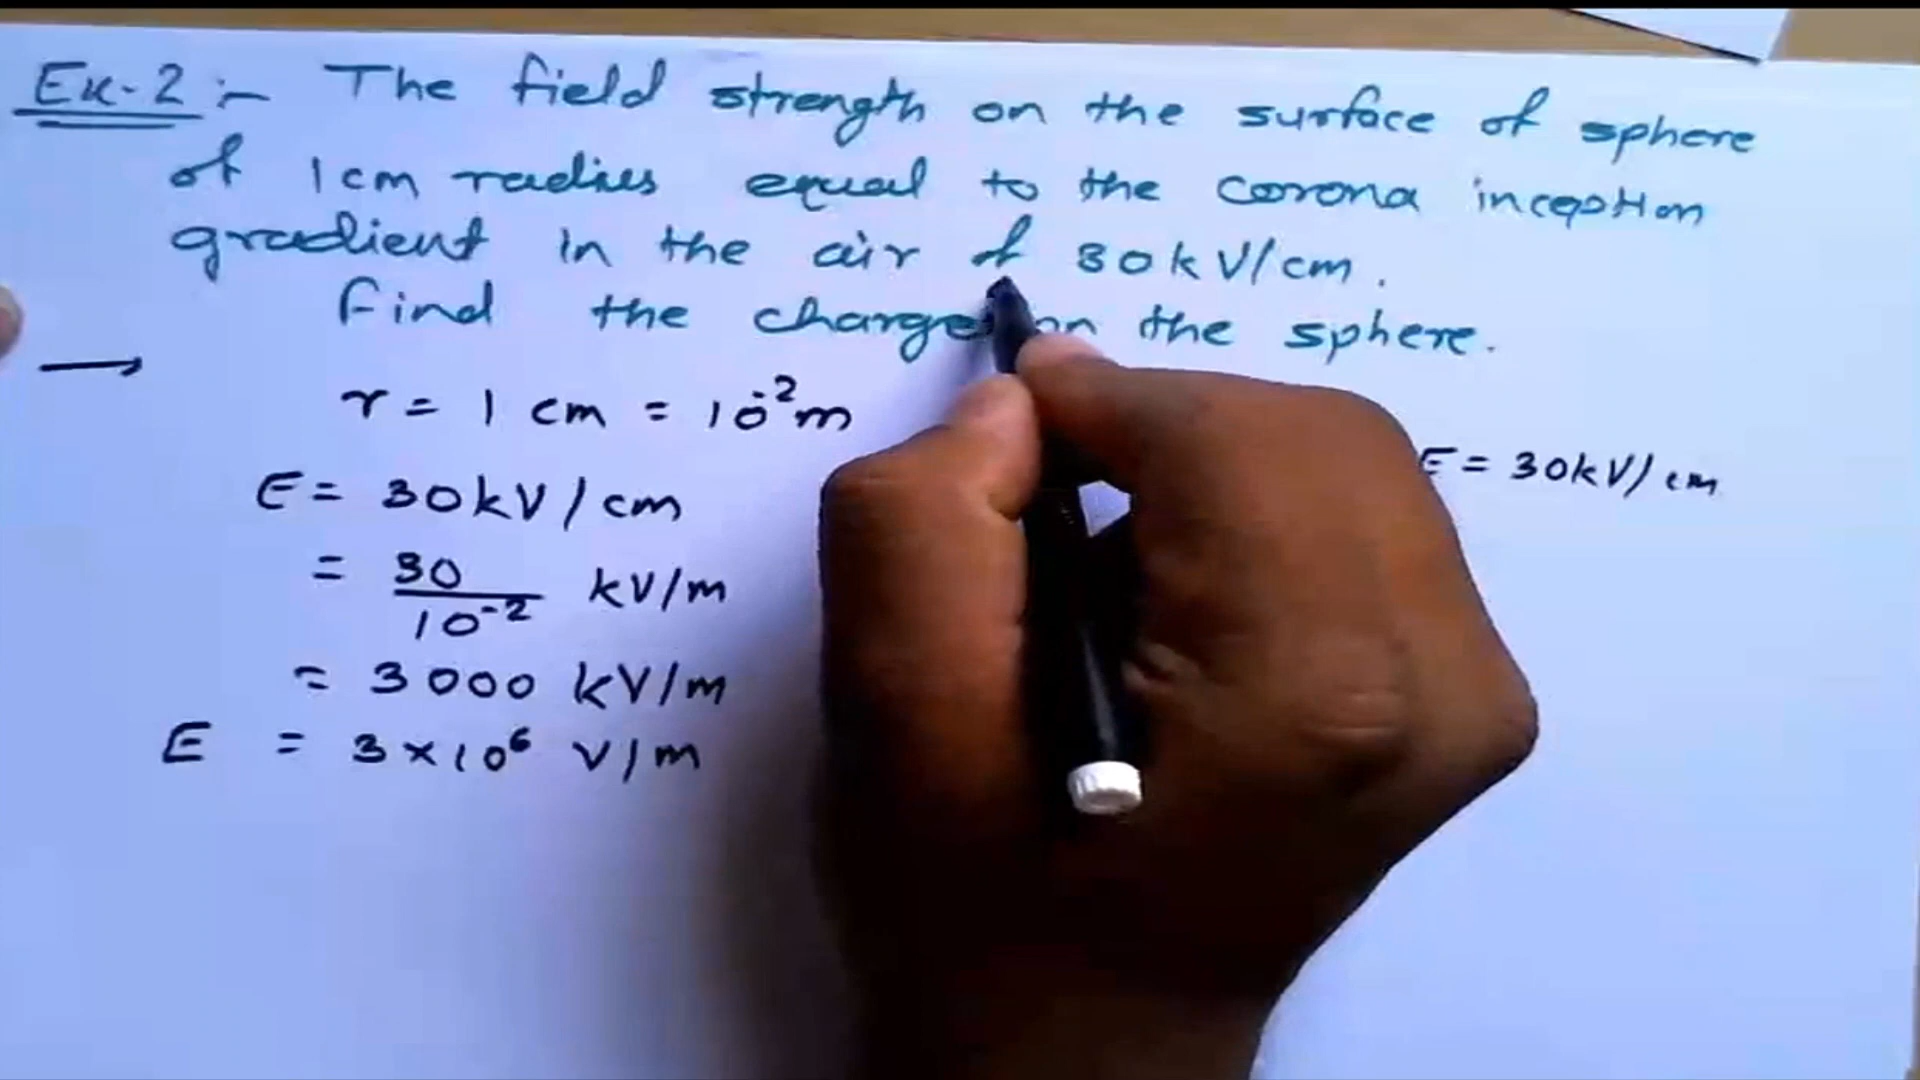 Ex-2 :- The field strength on the surface of sphere
of 1cm radius equal to the corona inception
gradient in the air of 30kV/cm.
Find the charge on the sphere.
→
r = 1 cm = 10⁻²m
E = 30kV/cm
E = 30kV/cm
= 30/10⁻² kV/m
= 3000 kV/m
E = 3×10⁶ V/m